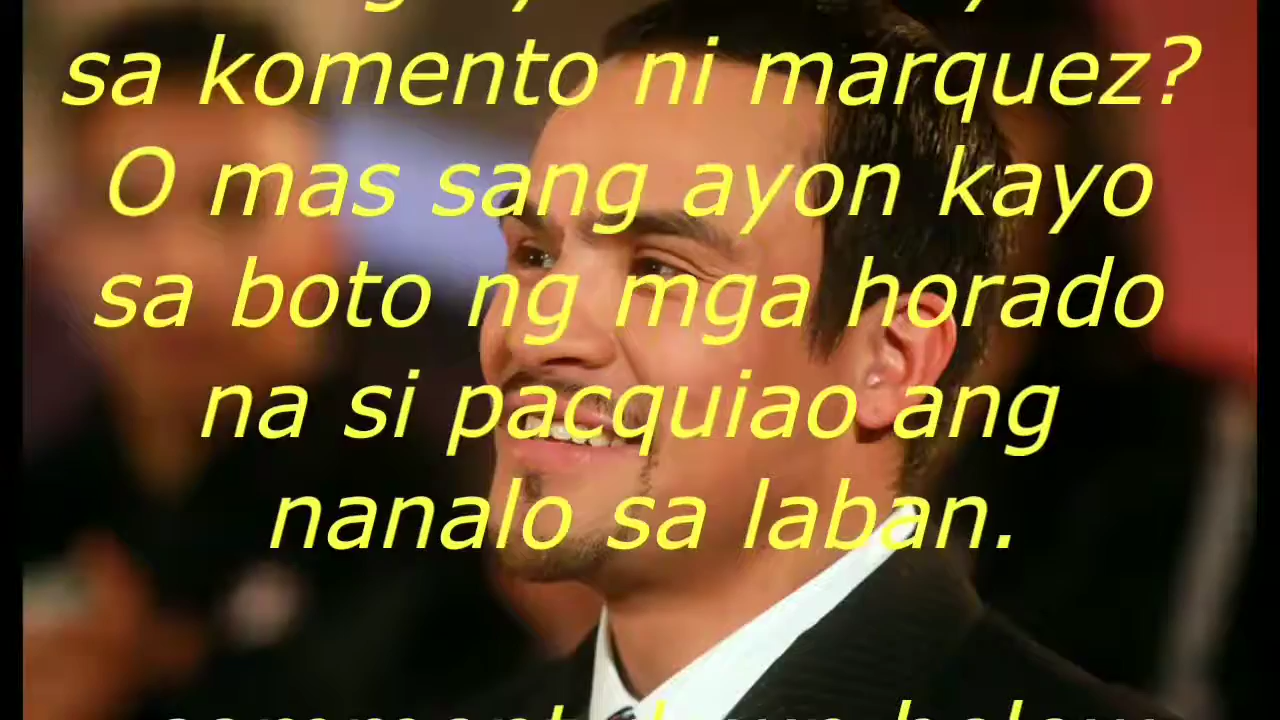 sa komento ni marquez?
O mas sang ayon kayo
sa boto ng mga horado
na si pacquiao ang
nanalo sa laban.